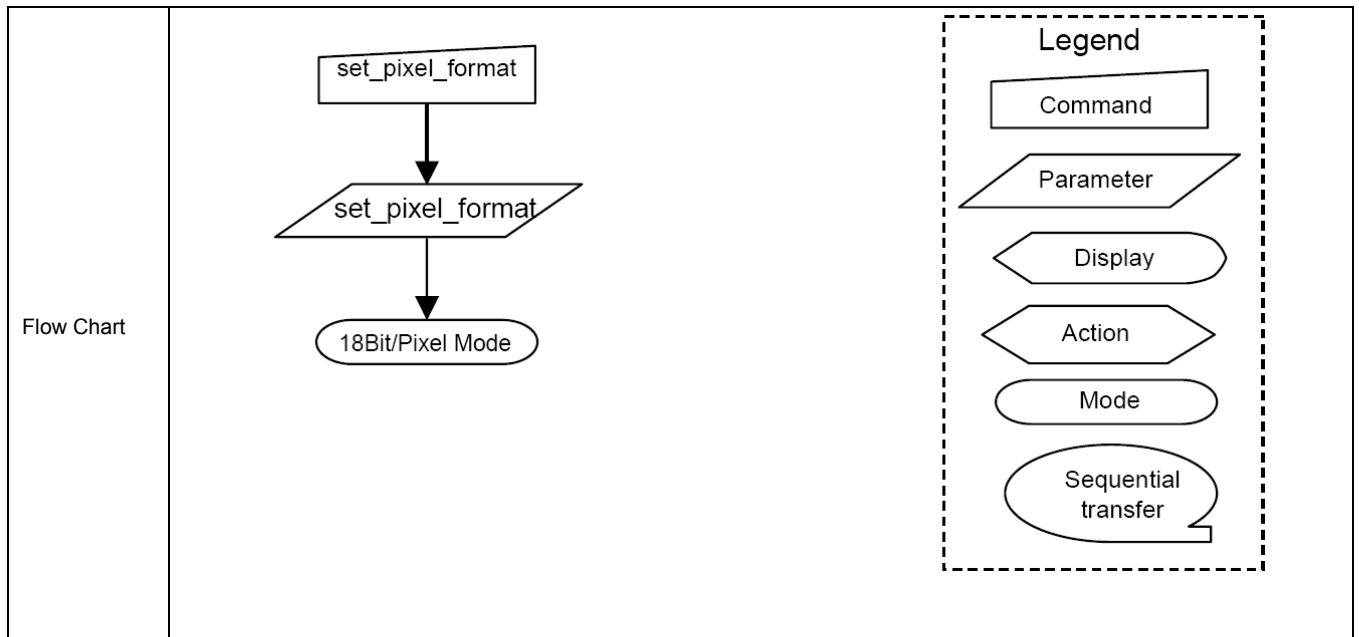 Flow Chart
set_pixel_format
set_pixel_format
18Bit/Pixel Mode
Legend
Command
Parameter
Display
Action
Mode
Sequential
transfer